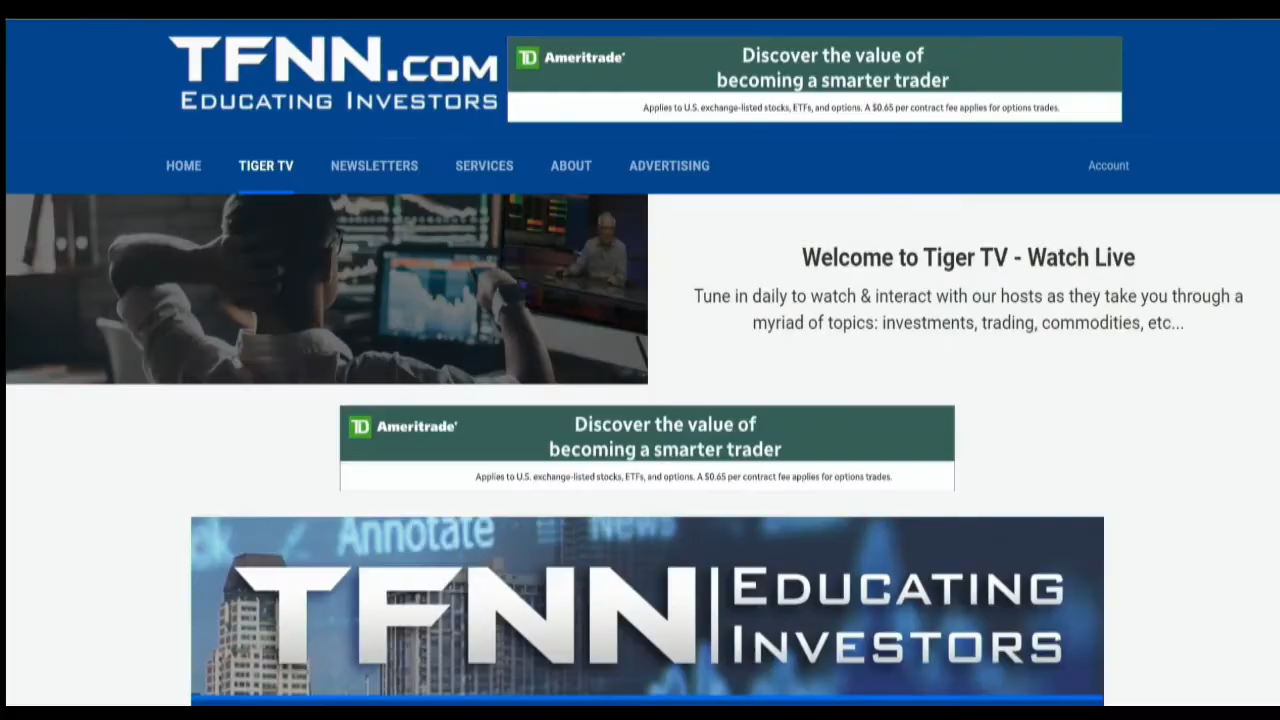 TFNN.COM
EDUCATING INVESTORS
TD Ameritrade®
Discover the value of
becoming a smarter trader
Applies to U.S. exchange-listed stocks, ETFs, and options. A $0.65 per contract fee applies for options trades.
HOME TIGER TV NEWSLETTERS SERVICES ABOUT ADVERTISING Account
Welcome to Tiger TV - Watch Live
Tune in daily to watch & interact with our hosts as they take you through a
myriad of topics: investments, trading, commodities, etc...
TD Ameritrade®
Discover the value of
becoming a smarter trader
Applies to U.S. exchange-listed stocks, ETFs, and options. A $0.65 per contract fee applies for options trades.
Annotate News
TFNN EDUCATING
INVESTORS